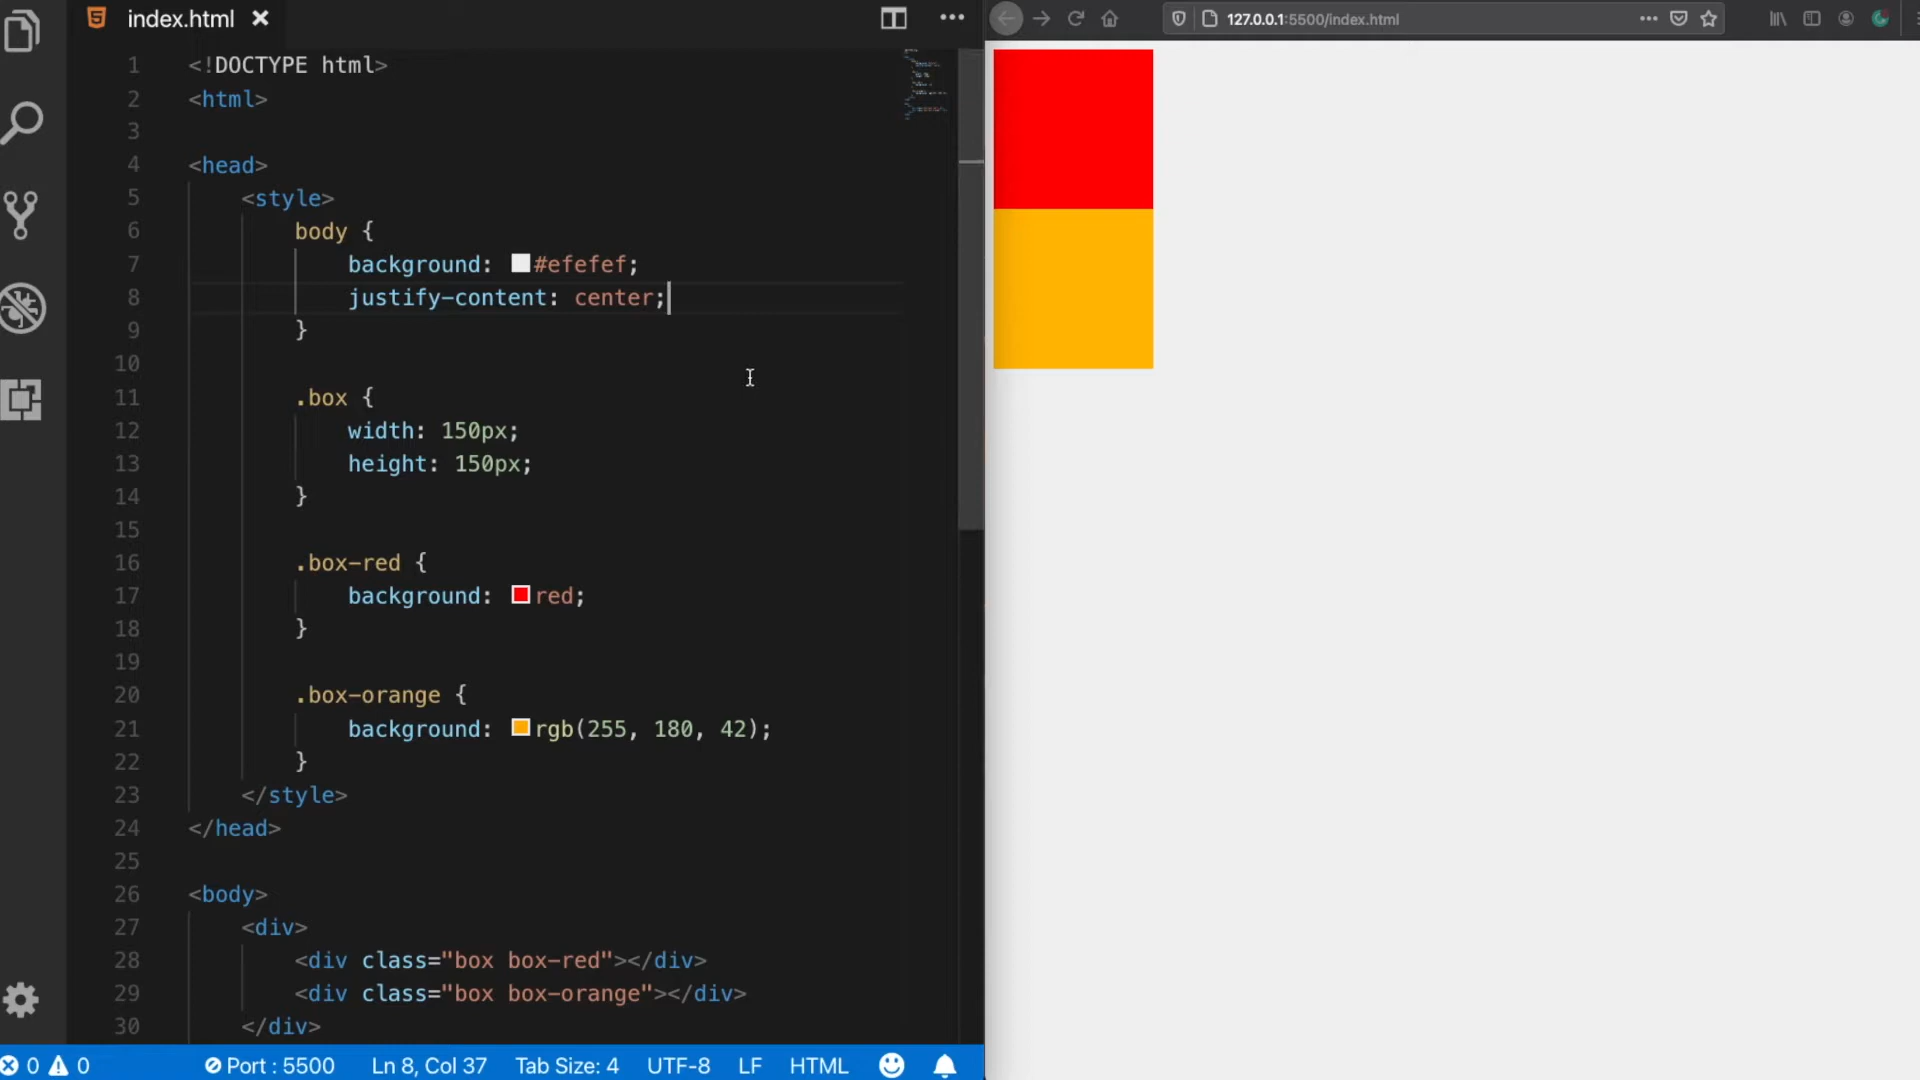 index.html
127.0.0.1:5500/index.html
1 <!DOCTYPE html>
2 <html>
3
4 <head>
5 <style>
6 body {
7 background: #efefef;
8 justify-content: center;
9 }
10
11 .box {
12 width: 150px;
13 height: 150px;
14 }
15
16 .box-red {
17 background: red;
18 }
19
20 .box-orange {
21 background: rgb(255, 180, 42);
22 }
23 </style>
24 </head>
25
26 <body>
27 <div>
28 <div class="box box-red"></div>
29 <div class="box box-orange"></div>
30 </div>
0 0 Port : 5500 Ln 8, Col 37 Tab Size: 4 UTF-8 LF HTML